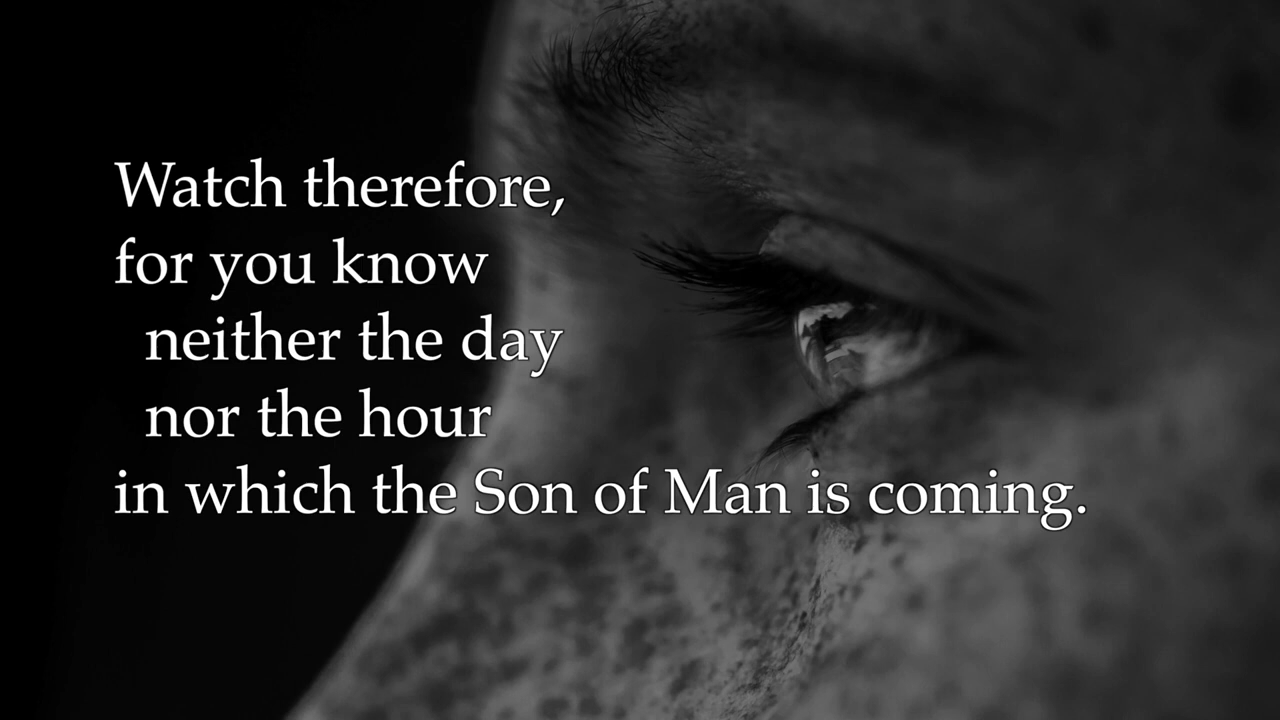 Watch therefore,
for you know
neither the day
nor the hour
in which the Son of Man is coming.